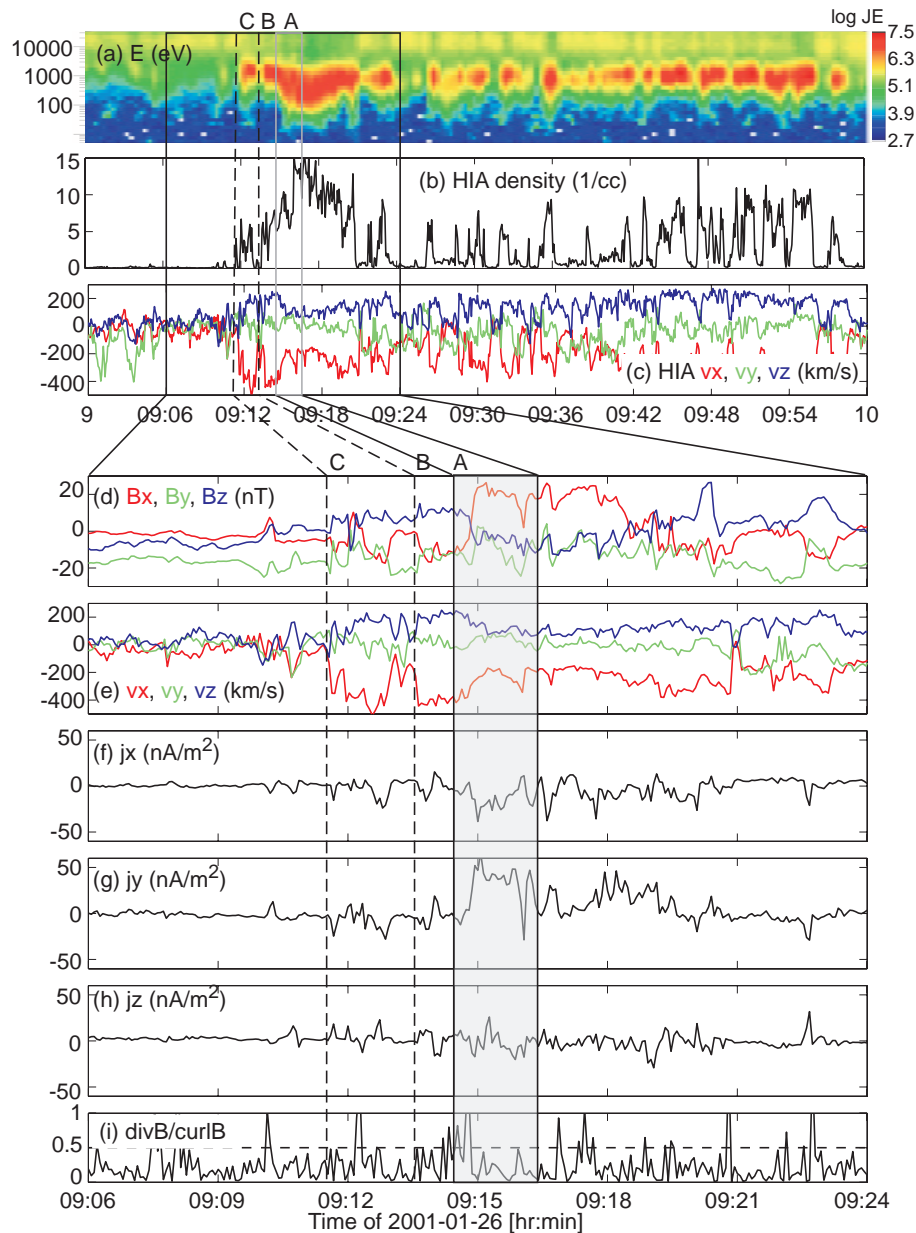 C B A
log JE
(a) E (eV)
10000
1000
100
7.5
6.3
5.1
3.9
2.7
(b) HIA density (1/cc)
15
10
5
0
200
0
-200
-400
(c) HIA vx, vy, vz (km/s)
9 09:06 09:12 09:18 09:24 09:30 09:36 09:42 09:48 09:54 10
C B A
(d) Bx, By, Bz (nT)
20
0
-20
200
0
-200
-400
(e) vx, vy, vz (km/s)
50
(f) jx (nA/m²)
0
-50
50
(g) jy (nA/m²)
0
-50
50
(h) jz (nA/m²)
0
-50
1
(i) divB/curlB
0.5
0
09:06 09:09 09:12 09:15 09:18 09:21 09:24
Time of 2001-01-26 [hr:min]